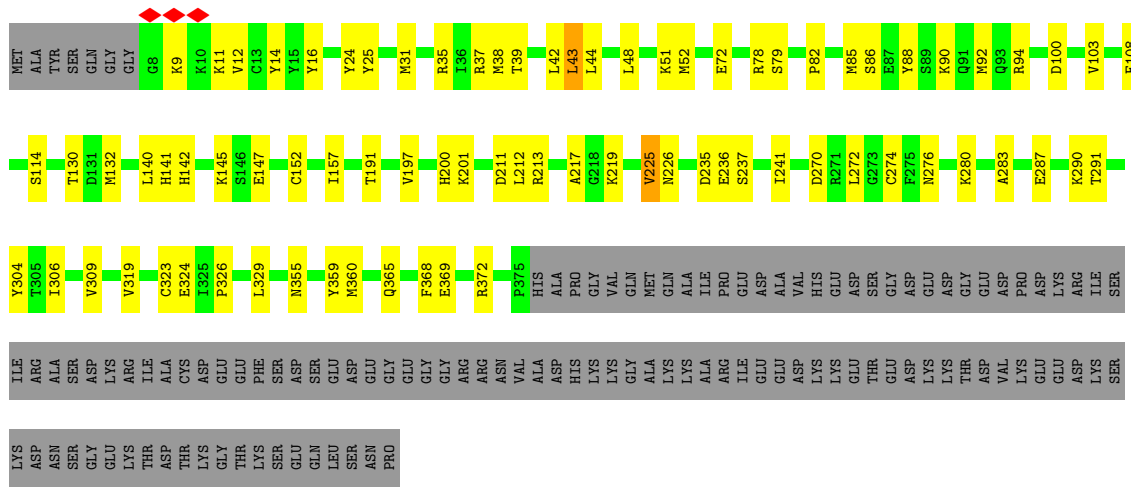 MET ALA TYR SER GLN GLY GLY G8 K9 K10 K11 V12 C13 Y14 Y15 Y16 Y24 Y25 M31 R35 I36 R37 M38 T39 L42 L43 L44 L48 K51 M52 E72 R78 S79 P82 M85 S86 E87 Y88 S89 K90 Q91 M92 Q93 R94 D100 V103 E108
S114 T130 D131 M132 L140 H141 H142 K145 S146 E147 C152 I157 T191 V197 H200 K201 D211 L212 R213 A217 G218 K219 V225 N226 D235 E236 S237 I241 D270 R271 L272 G273 C274 F275 N276 K280 A283 E287 K290 T291
Y304 T305 I306 V309 V319 C323 E324 I325 P326 L329 N355 Y359 M360 Q365 F368 E369 R372 P375 HIS ALA PRO GLY VAL GLN MET GLN ALA ILE PRO GLU ASP ALA VAL HIS GLU ASP SER GLY ASP GLU ASP GLY GLU ASP PRO ASP LYS ARG ILE SER
ILE ARG ALA SER ASP LYS ARG ILE ALA CYS ASP GLU GLU PHE SER ASP SER GLU ASP GLU GLY GLU GLY GLY ARG ARG ASN VAL ALA ASP HIS LYS LYS GLY ALA LYS LYS ALA ARG ILE GLU GLU ASP LYS LYS GLU THR GLU ASP LYS LYS THR ASP VAL LYS GLU GLU ASP LYS SER
LYS ASP ASN SER GLY GLU LYS THR ASP THR LYS GLY THR LYS SER GLU GLN LEU SER ASN PRO